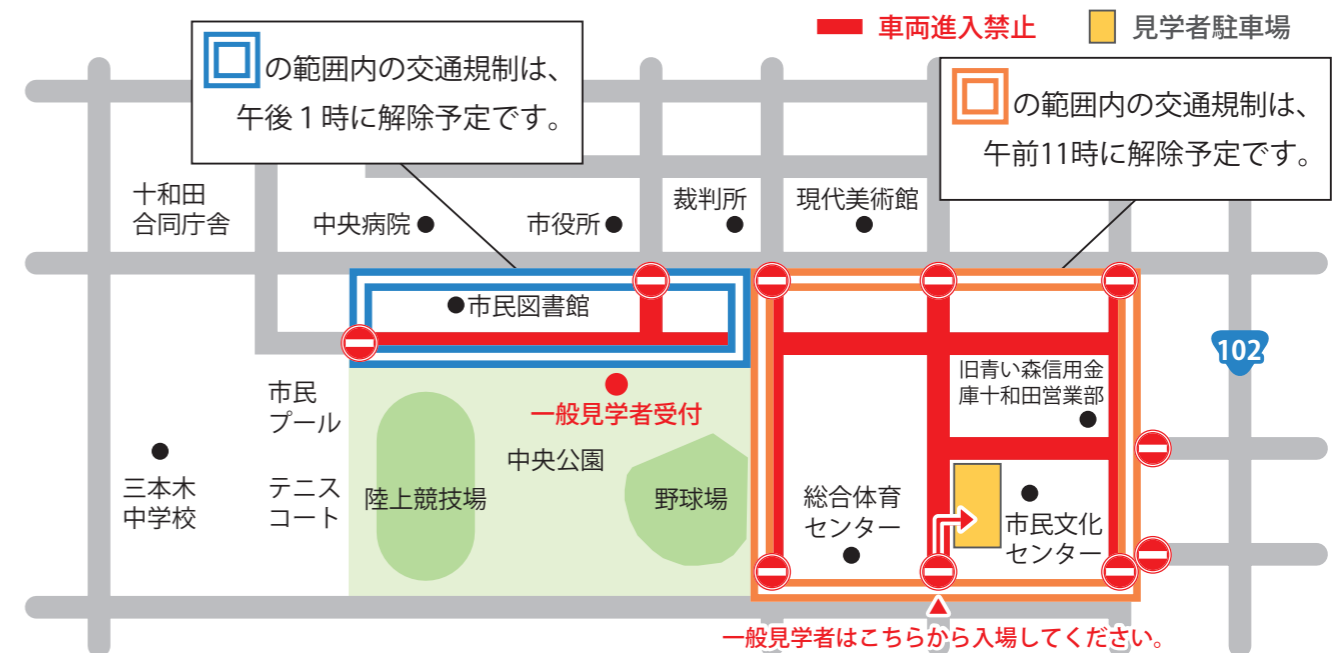 車両進入禁止
見学者駐車場
の範囲内の交通規制は、
午後1時に解除予定です。
の範囲内の交通規制は、
午前11時に解除予定です。
十和田
合同庁舎
中央病院
市役所
裁判所
現代美術館
市民図書館
102
旧青い森信用金
庫十和田営業部
市民
プール
一般見学者受付
中央公園
三本木
中学校
テニス
コート
陸上競技場
野球場
総合体育
センター
市民文化
センター
一般見学者はこちらから入場してください。